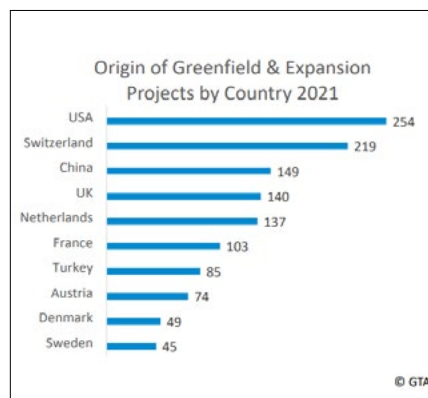 Origin of Greenfield & Expansion
Projects by Country 2021
USA 254
Switzerland 219
China 149
UK 140
Netherlands 137
France 103
Turkey 85
Austria 74
Denmark 49
Sweden 45
© GTA